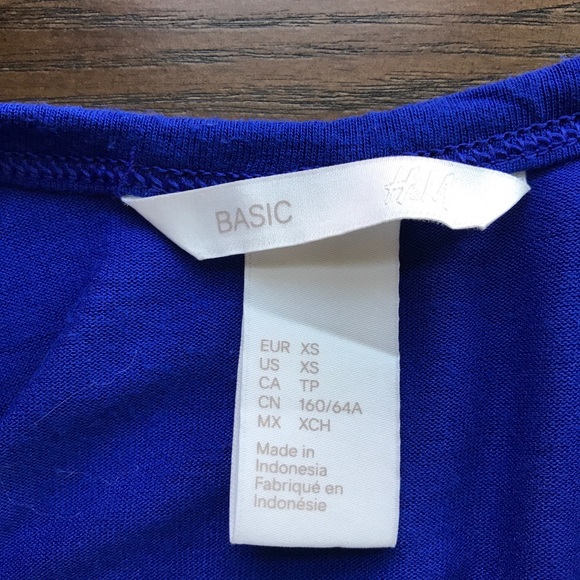 BASIC
H&M
EUR XS
US XS
CA TP
CN 160/64A
MX XCH
Made in
Indonesia
Fabriqué en
Indonésie